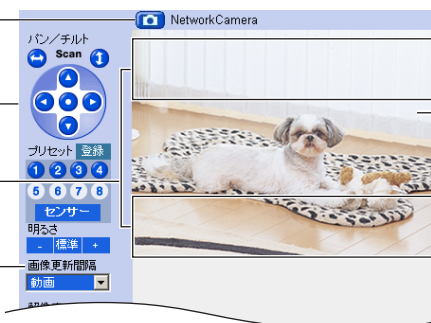 NetworkCamera
パン／チルト
Scan
プリセット 登録
1 2 3 4
5 6 7 8
センサー
明るさ
- 標準 +
画像更新間隔
動画